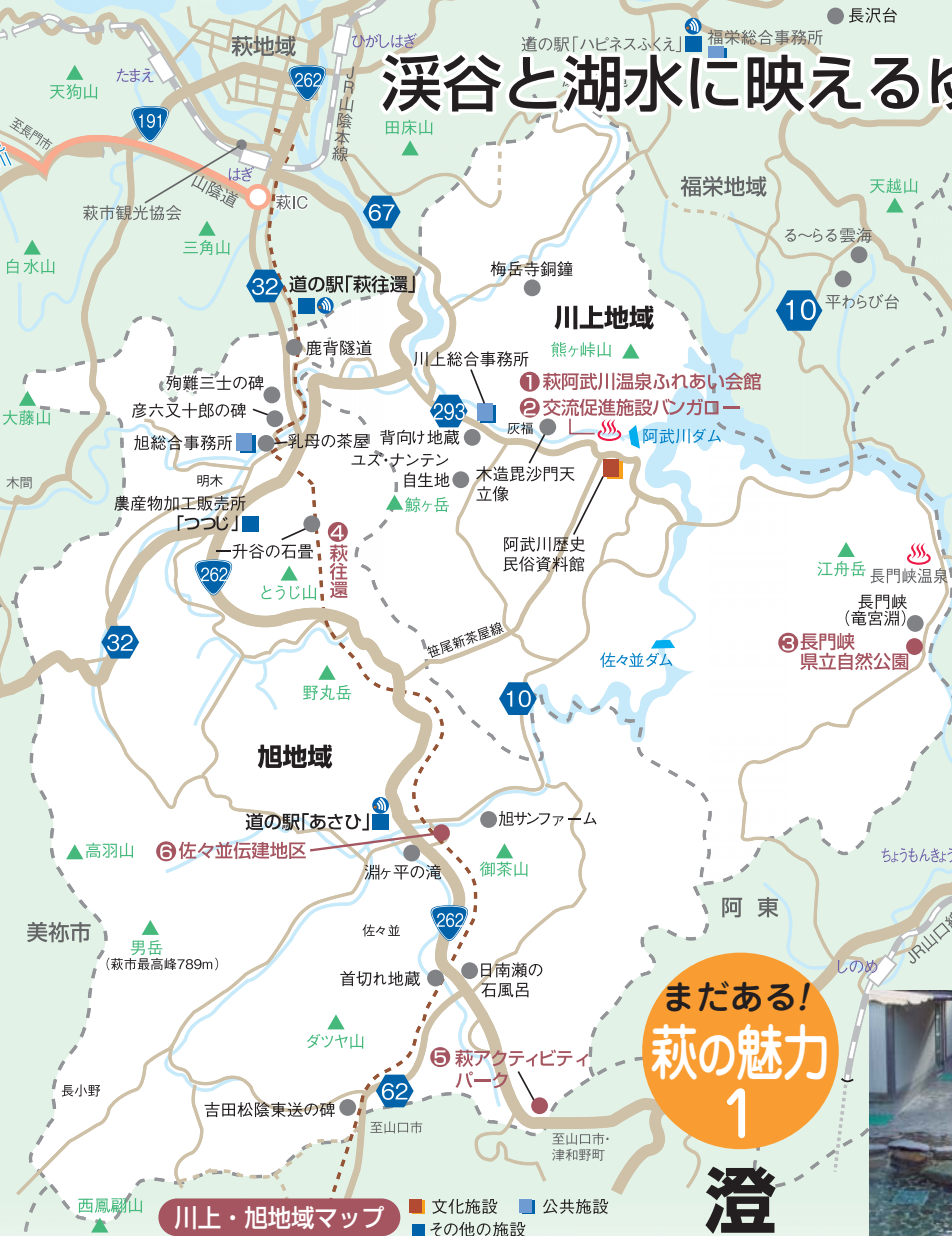 長沢台
道の駅「ハピネスふくえ」
福栄総合事務所
萩地域
ひがしはぎ
たまえ
天狗山
262
JR山陰本線
渓谷と湖水に映える
191
至長門市
田床山
はぎ
山陰道
萩IC
萩市観光協会
67
福栄地域
天越山
三角山
白水山
る〜らる雲海
平わらび台
梅岳寺銅鐘
32
道の駅「萩往還」
10
川上地域
鹿背隧道
川上総合事務所
熊ヶ峠山
殉難三士の碑
❶萩阿武川温泉ふれあい会館
❷交流促進施設バンガロー
大藤山
彦六又十郎の碑
293
灰福
阿武川ダム
旭総合事務所
乳母の茶屋
背向け地蔵
ユズ・ナンテン
自生地
木造毘沙門天
立像
木間
明木
農産物加工販売所
「つつじ」
鯨ヶ岳
一升谷の石畳
❹萩往還
阿武川歴史
民俗資料館
262
とうじ山
江舟岳
長門峡温泉
長門峡
(竜宮淵)
32
笹尾新茶屋線
佐々並ダム
❸長門峡
県立自然公園
野丸岳
10
旭地域
道の駅「あさひ」
旭サンファーム
高羽山
❻佐々並伝建地区
淵ヶ平の滝
御茶山
ちょうもんきょう
阿東
美祢市
262
男岳
(萩市最高峰789m)
佐々並
JR山口線
しのめ
首切れ地蔵
日南瀬の
石風呂
まだある!
萩の魅力
1
ダツヤ山
❺萩アクティビティ
パーク
長小野
62
吉田松陰東送の碑
至山口市
至山口市・
津和野町
澄
西鳳翩山
川上・旭地域マップ
文化施設
公共施設
その他の施設